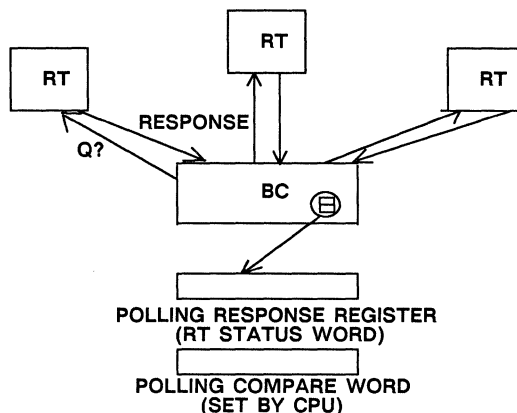 RT
RT
RT
RESPONSE
Q?
BC
POLLING RESPONSE REGISTER
(RT STATUS WORD)
POLLING COMPARE WORD
(SET BY CPU)